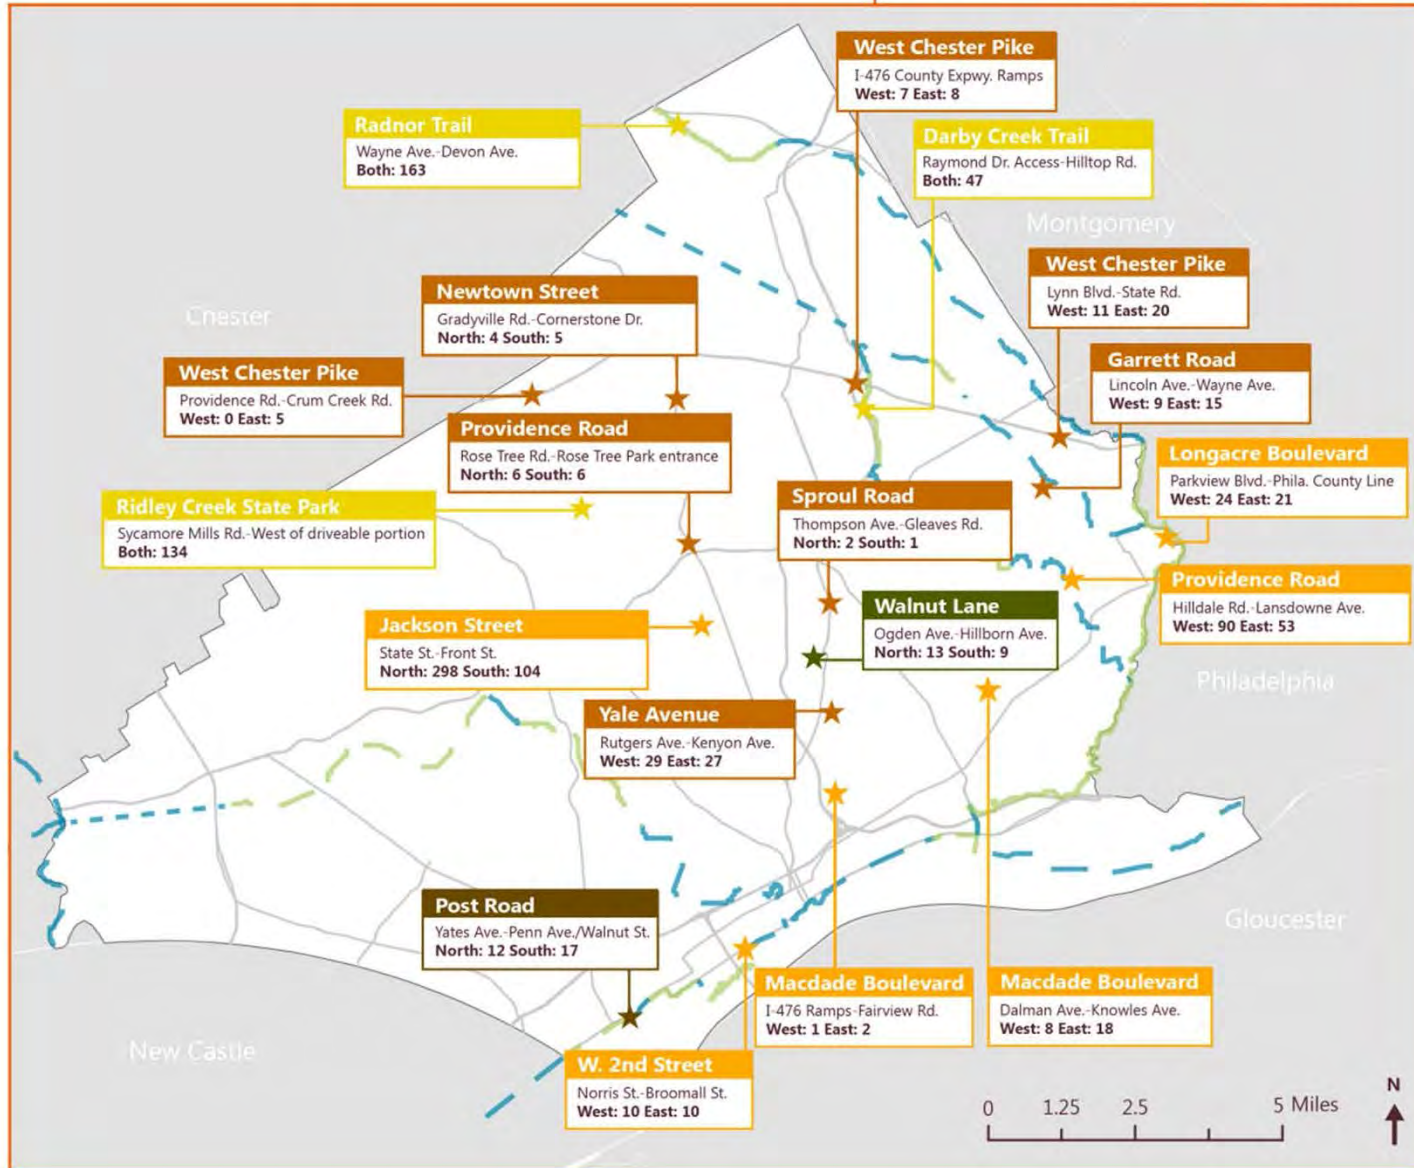 West Chester Pike
I-476 County Expwy. Ramps
West: 7 East: 8
Radnor Trail
Wayne Ave.-Devon Ave.
Both: 163
Darby Creek Trail
Raymond Dr. Access-Hilltop Rd.
Both: 47
Montgomery
West Chester Pike
Lynn Blvd.-State Rd.
West: 11 East: 20
Newtown Street
Gradyville Rd.-Cornerstone Dr.
North: 4 South: 5
Chester
Garrett Road
Lincoln Ave.-Wayne Ave.
West: 9 East: 15
West Chester Pike
Providence Rd.-Crum Creek Rd.
West: 0 East: 5
Providence Road
Rose Tree Rd.-Rose Tree Park entrance
North: 6 South: 6
Longacre Boulevard
Parkview Blvd.-Phila. County Line
West: 24 East: 21
Ridley Creek State Park
Sycamore Mills Rd.-West of driveable portion
Both: 134
Sproul Road
Thompson Ave.-Gleaves Rd.
North: 2 South: 1
Providence Road
Hilldale Rd.-Lansdowne Ave.
West: 90 East: 53
Walnut Lane
Ogden Ave.-Hillborn Ave.
North: 13 South: 9
Jackson Street
State St.-Front St.
North: 298 South: 104
Philadelphia
Yale Avenue
Rutgers Ave.-Kenyon Ave.
West: 29 East: 27
Post Road
Yates Ave.-Penn Ave./Walnut St.
North: 12 South: 17
Gloucester
Macdade Boulevard
I-476 Ramps-Fairview Rd.
West: 1 East: 2
Macdade Boulevard
Dalman Ave.-Knowles Ave.
West: 8 East: 18
New Castle
W. 2nd Street
Norris St.-Broomall St.
West: 10 East: 10
0 1.25 2.5 5 Miles
N